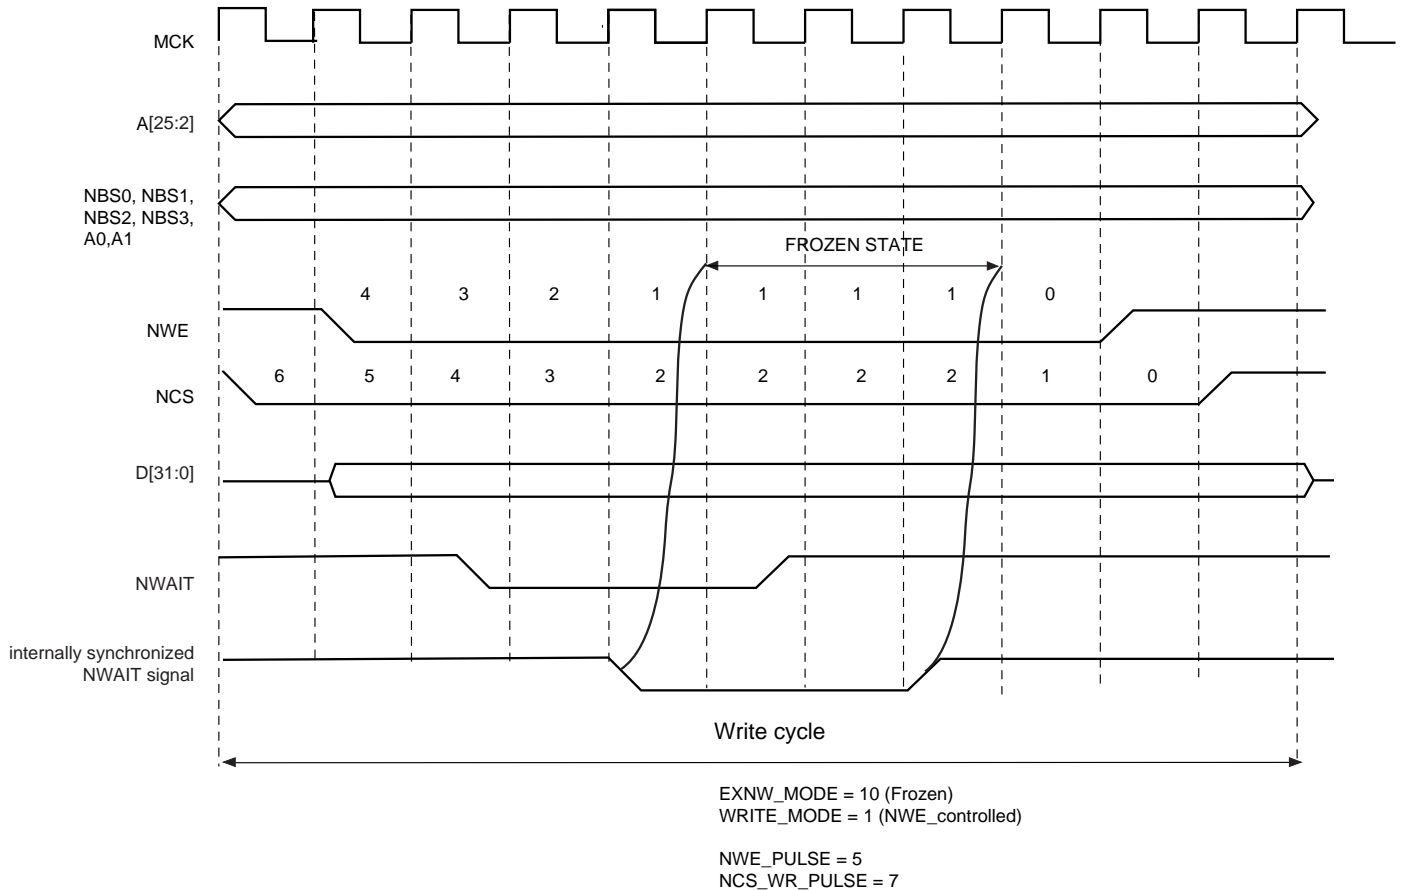 MCK
A[25:2]
NBS0, NBS1,
NBS2, NBS3,
A0,A1
FROZEN STATE
4 3 2 1 1 1 1 0
NWE
6 5 4 3 2 2 2 2 1 0
NCS
D[31:0]
NWAIT
internally synchronized
NWAIT signal
Write cycle
EXNW_MODE = 10 (Frozen)
WRITE_MODE = 1 (NWE_controlled)
NWE_PULSE = 5
NCS_WR_PULSE = 7